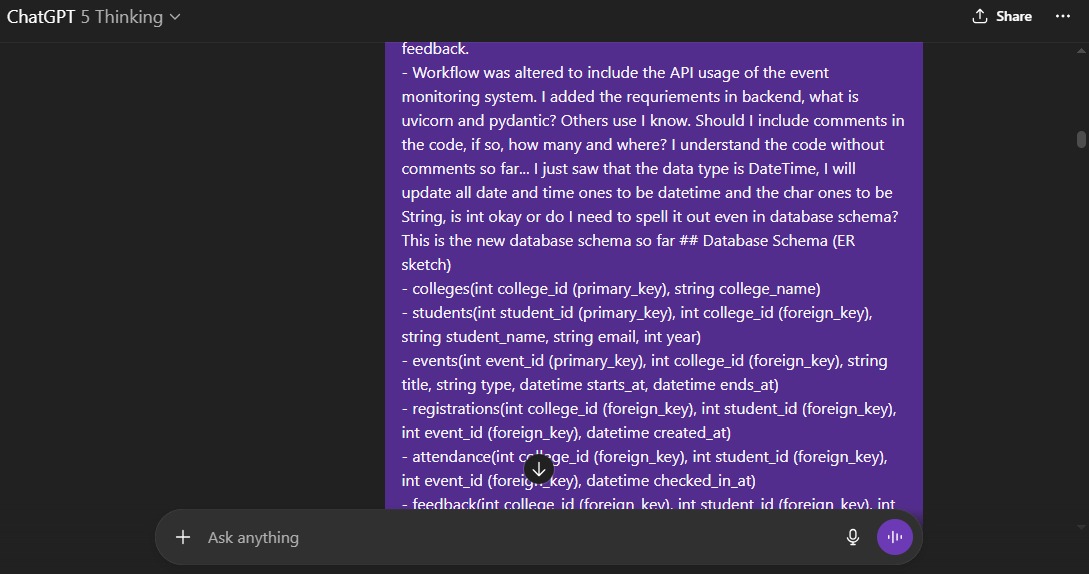 ChatGPT 5 Thinking
Share
feedback.
- Workflow was altered to include the API usage of the event
monitoring system. I added the requriements in backend, what is
uvicorn and pydantic? Others use I know. Should I include comments in
the code, if so, how many and where? I understand the code without
comments so far... I just saw that the data type is DateTime, I will
update all date and time ones to be datetime and the char ones to be
String, is int okay or do I need to spell it out even in database schema?
This is the new database schema so far ## Database Schema (ER
sketch)
- colleges(int college_id (primary_key), string college_name)
- students(int student_id (primary_key), int college_id (foreign_key),
string student_name, string email, int year)
- events(int event_id (primary_key), int college_id (foreign_key), string
title, string type, datetime starts_at, datetime ends_at)
- registrations(int college_id (foreign_key), int student_id (foreign_key),
int event_id (foreign_key), datetime created_at)
- attendance(int college_id (foreign_key), int student_id (foreign_key),
int event_id (foreign_key), datetime checked_in_at)
- feedback(int college_id (foreign_key), int student_id (foreign_key), int
Ask anything